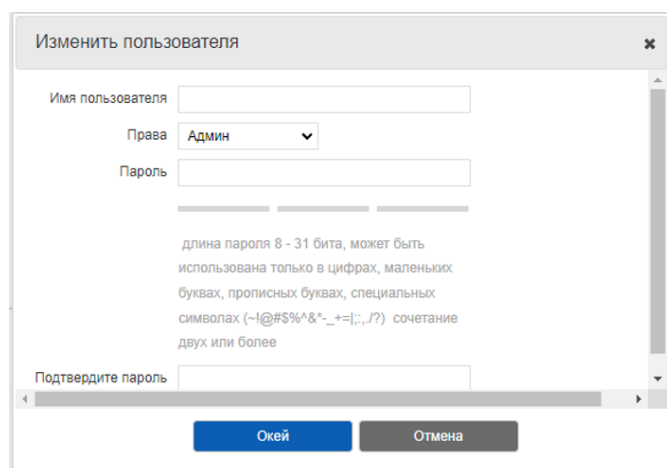 Изменить пользователя
Имя пользователя
Права Админ
Пароль
длина пароля 8 - 31 бита, может быть
использована только в цифрах, маленьких
буквах, прописных буквах, специальных
символах (~!@#$%^&*-_+=|;:,./?) сочетание
двух или более
Подтвердите пароль
Окей Отмена